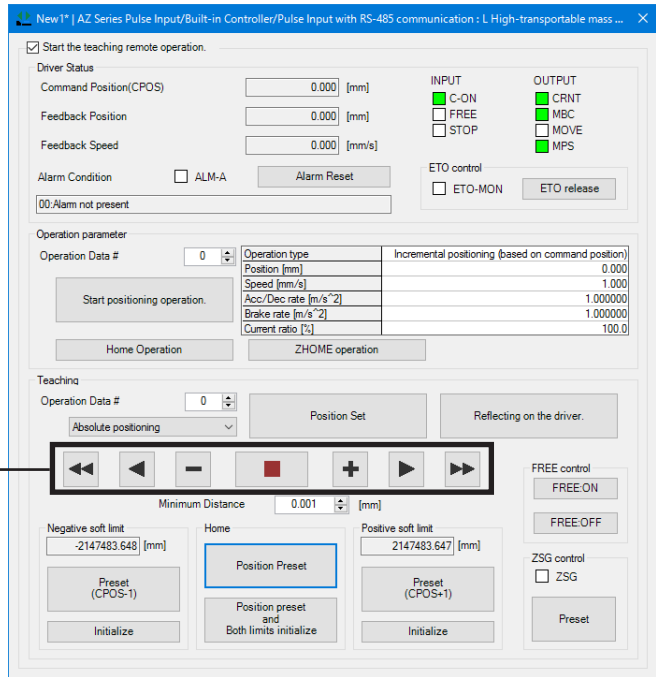 New1* | AZ Series Pulse Input/Built-in Controller/Pulse Input with RS-485 communication : L High-transportable mass ...
Start the teaching remote operation.
Driver Status
Command Position(CPOS) 0.000 [mm]
Feedback Position 0.000 [mm]
Feedback Speed 0.000 [mm/s]
INPUT
C-ON
FREE
STOP
OUTPUT
CRNT
MBC
MOVE
MPS
Alarm Condition ALM-A Alarm Reset
00:Alarm not present
ETO control
ETO-MON ETO release
Operation parameter
Operation Data # 0
Start positioning operation.
Operation type Incremental positioning (based on command position)
Position [mm] 0.000
Speed [mm/s] 1.000
Acc/Dec rate [m/s^2] 1.000000
Brake rate [m/s^2] 1.000000
Current ratio [%] 100.0
Home Operation ZHOME operation
Teaching
Operation Data # 0
Absolute positioning
Position Set
Reflecting on the driver.
Minimum Distance 0.001 [mm]
FREE control
FREE:ON
FREE:OFF
Negative soft limit
-2147483.648 [mm]
Preset
(CPOS-1)
Initialize
Home
Position Preset
Position preset
and
Both limits initialize
Positive soft limit
2147483.647 [mm]
Preset
(CPOS+1)
Initialize
ZSG control
ZSG
Preset